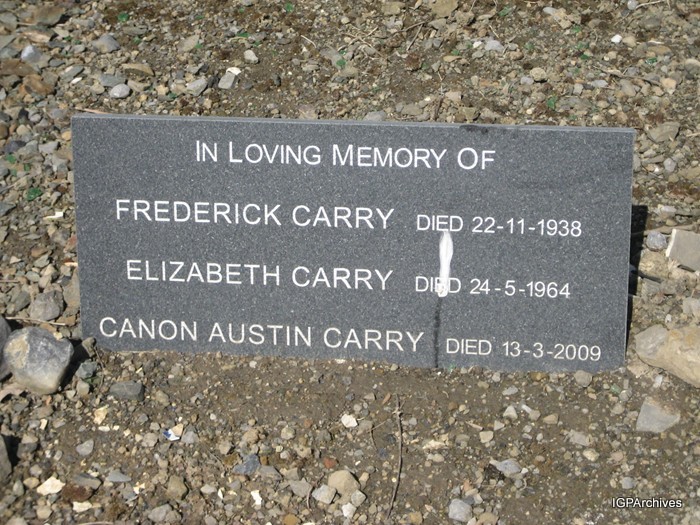 IN LOVING MEMORY OF
FREDERICK CARRY DIED 22-11-1938
ELIZABETH CARRY DIED 24-5-1964
CANON AUSTIN CARRY DIED 13-3-2009
IGPArchives